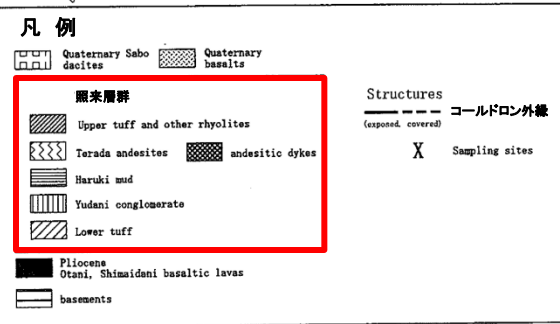 凡 例
Quaternary Sabo dacites
Quaternary basalts
照来層群
Upper tuff and other rhyolites
Terada andesites
andesitic dykes
Haruki mud
Yudani conglomerate
Lower tuff
Pliocene
Otani, Shimaidani basaltic lavas
basements
Structures
コールドロン外縁
(exposed, covered)
X Sampling sites